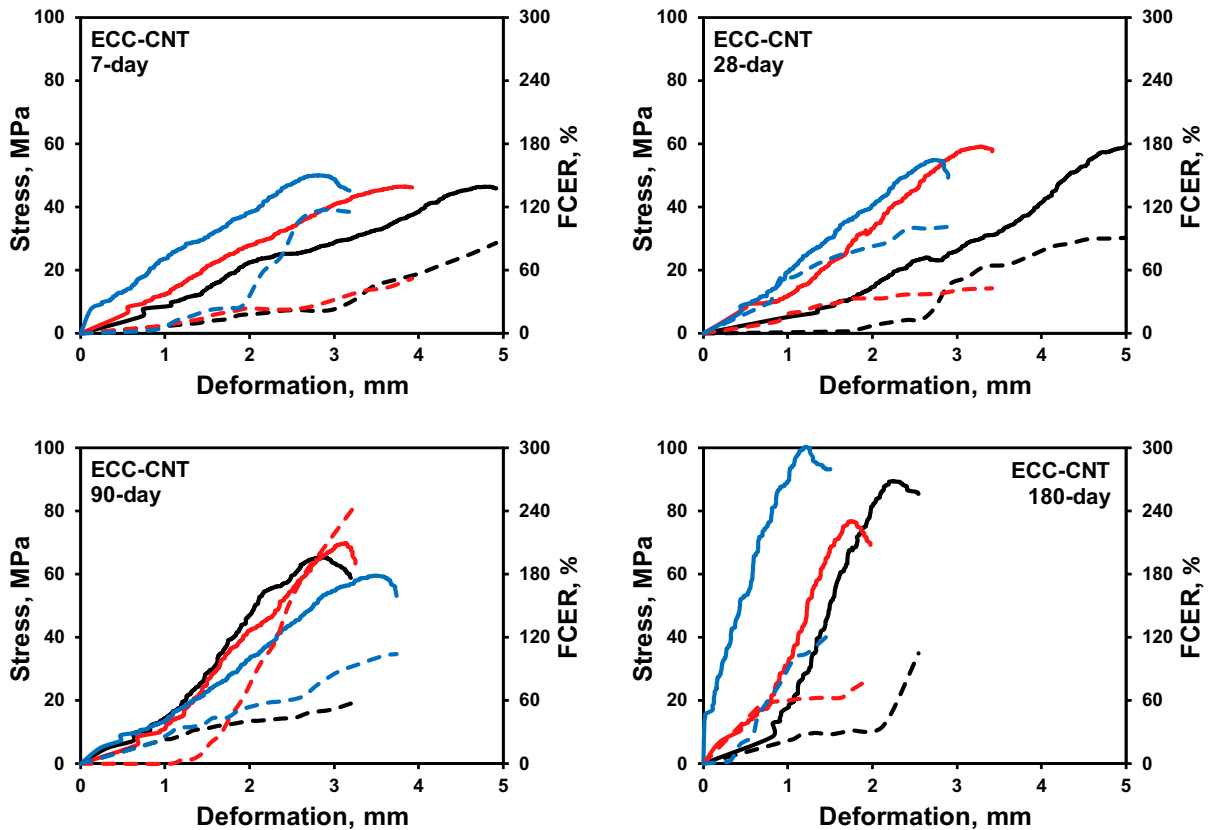 ECC-CNT
7-day
100
80
60
40
20
0
Stress, MPa
300
240
180
120
60
0
FCER, %
0 1 2 3 4 5
Deformation, mm
ECC-CNT
28-day
100
80
60
40
20
0
Stress, MPa
300
240
180
120
60
0
FCER, %
0 1 2 3 4 5
Deformation, mm
ECC-CNT
90-day
100
80
60
40
20
0
Stress, MPa
300
240
180
120
60
0
FCER, %
0 1 2 3 4 5
Deformation, mm
ECC-CNT
180-day
100
80
60
40
20
0
Stress, MPa
300
240
180
120
60
0
FCER, %
0 1 2 3 4 5
Deformation, mm